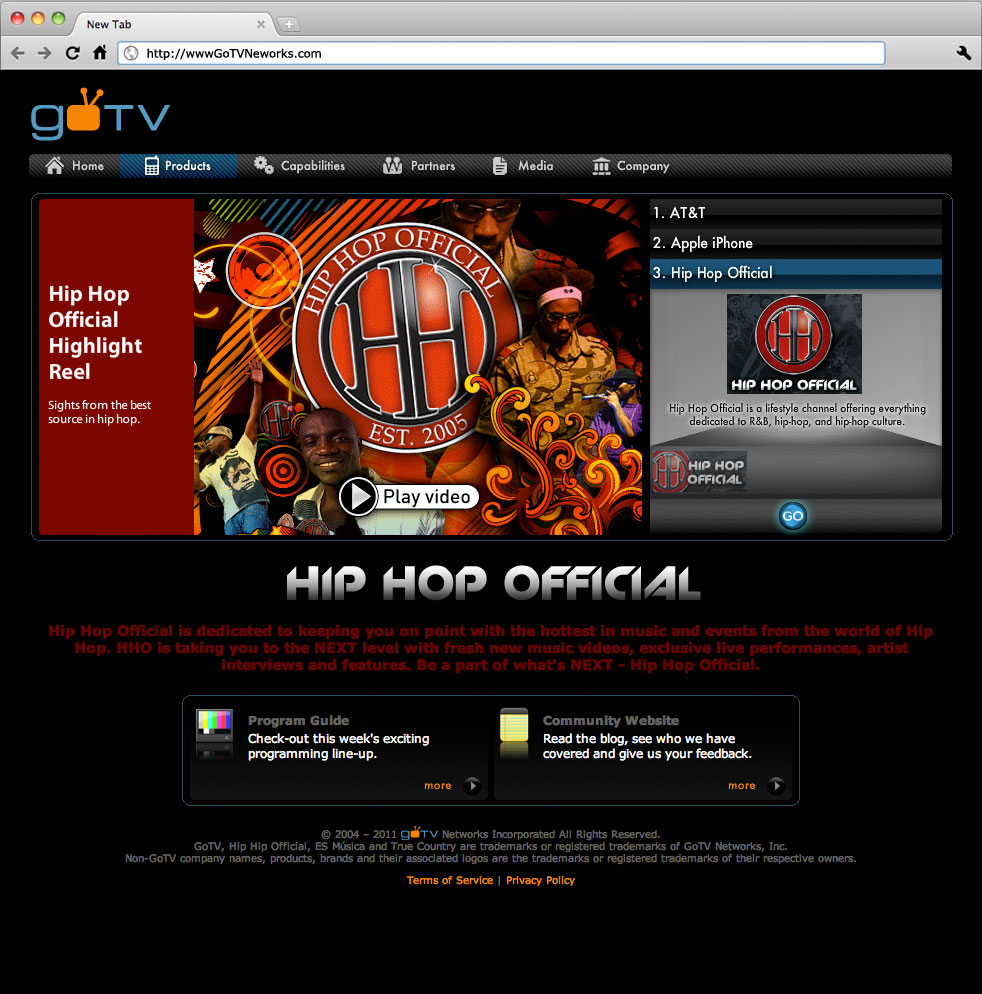 New Tab
http://wwwGoTVNeworks.com
goTV
Home Products Capabilities Partners Media Company
Hip Hop
Official
Highlight
Reel
Sights from the best
source in hip hop.
HIP HOP OFFICIAL
HH
EST. 2005
Play video
1. AT&T
2. Apple iPhone
3. Hip Hop Official
HH
HIP HOP OFFICIAL
Hip Hop Official is a lifestyle channel offering everything
dedicated to R&B, hip-hop, and hip-hop culture.
HIP HOP
OFFICIAL
GO
HIP HOP OFFICIAL
Hip Hop Official is dedicated to keeping you on point with the hottest in music and events from the world of Hip
Hop. HHO is taking you to the NEXT level with fresh new music videos, exclusive live performances, artist
interviews and features. Be a part of what's NEXT - Hip Hop Official.
Program Guide
Check-out this week's exciting
programming line-up.
more
Community Website
Read the blog, see who we have
covered and give us your feedback.
more
© 2004 – 2011 goTV Networks Incorporated All Rights Reserved.
GoTV, Hip Hip Official, ES Música and True Country are trademarks or registered trademarks of GoTV Networks, Inc.
Non-GoTV company names, products, brands and their associated logos are the trademarks or registered trademarks of their respective owners.
Terms of Service | Privacy Policy